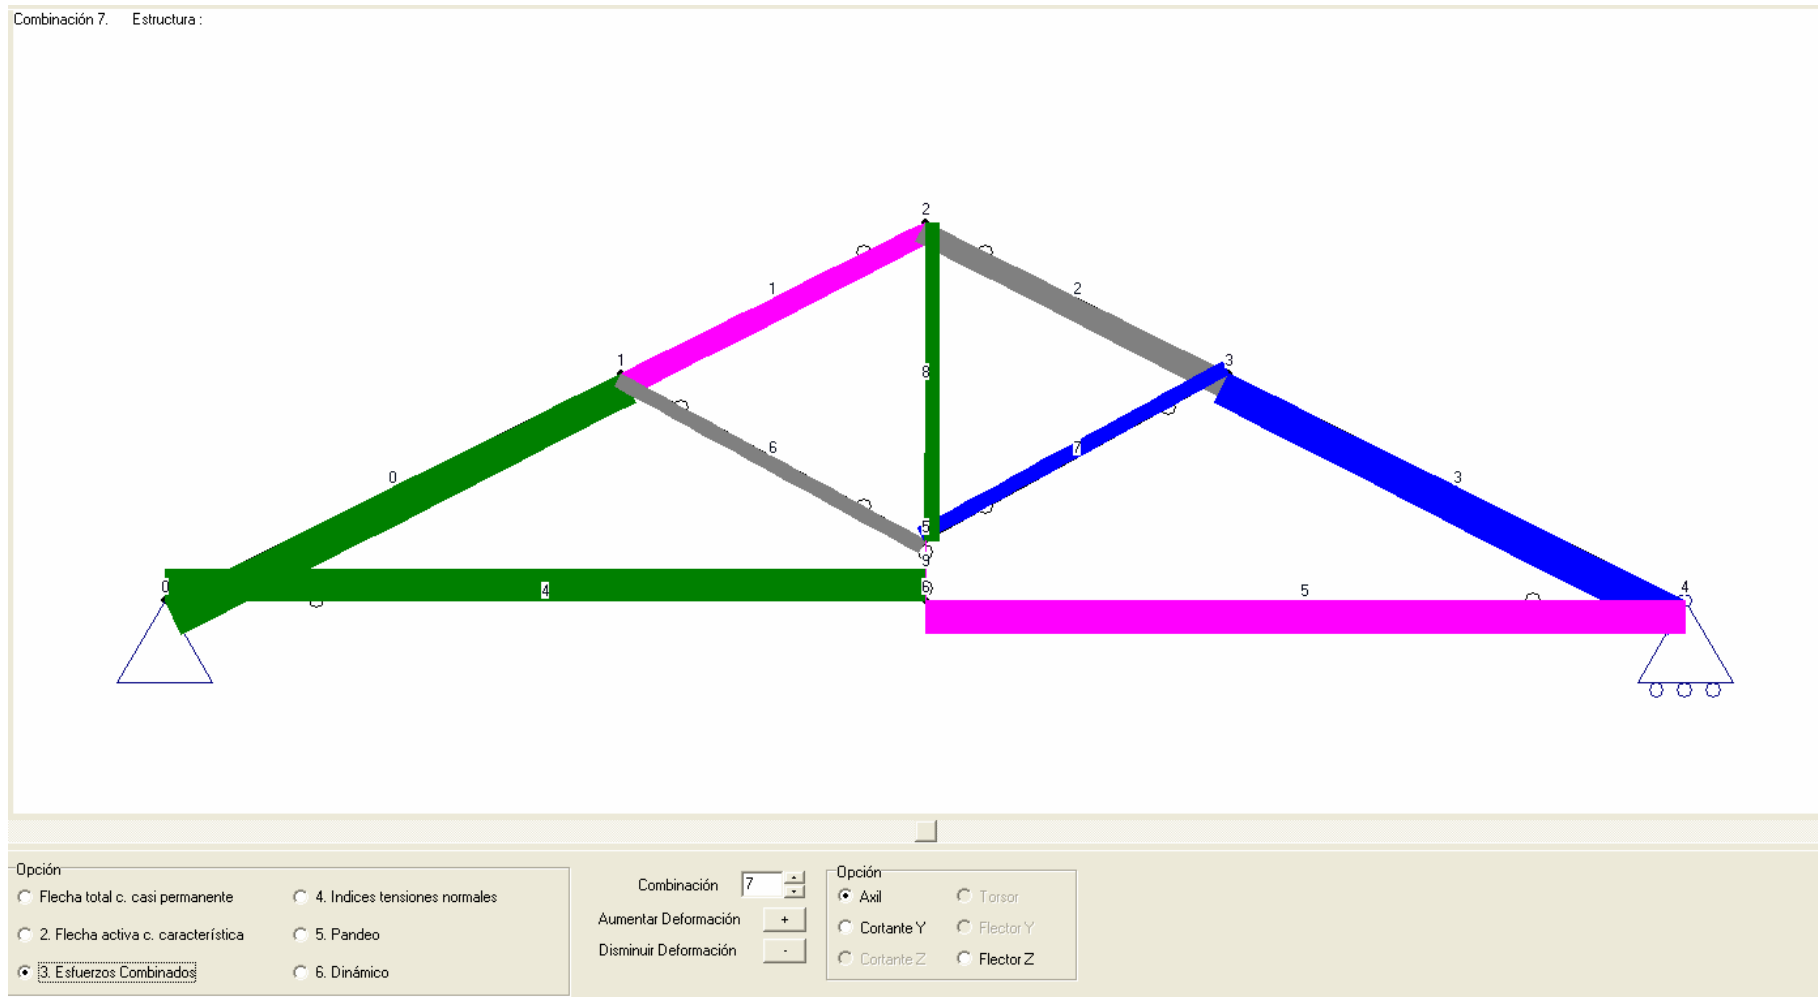 Combinación 7. Estructura :
2
1
2
1
3
8
6
7
0
3
5
9
0
4
6
5
4
Opción
Flecha total c. casi permanente
4. Indices tensiones normales
2. Flecha activa c. característica
5. Pandeo
3. Esfuerzos Combinados
6. Dinámico
Combinación 7
Aumentar Deformación +
Disminuir Deformación -
Opción
Axil
Torsor
Cortante Y
Flector Y
Cortante Z
Flector Z